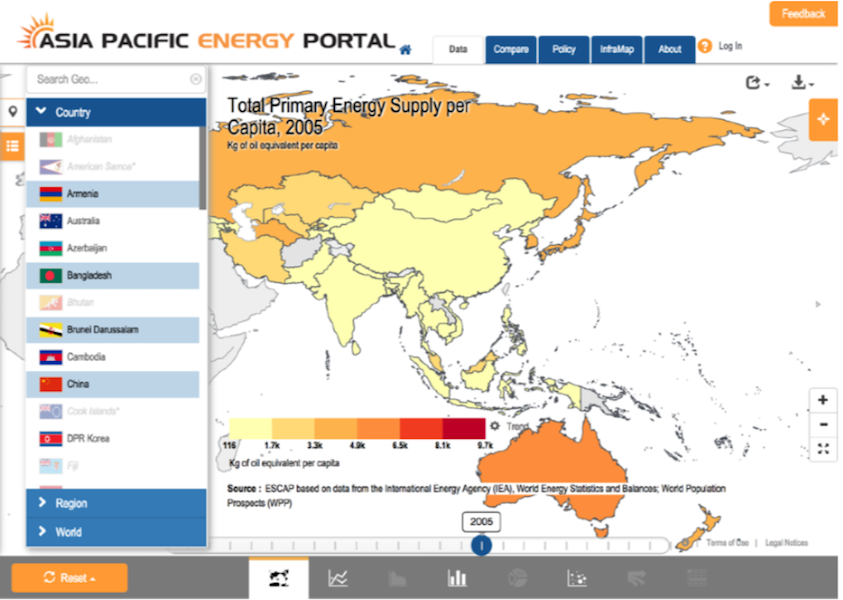 Feedback
ASIA PACIFIC ENERGY PORTAL
Data
Compare
Policy
InfraMap
About
? Log In
Search Geo...
Country
Afghanistan
American Samoa*
Armenia
Australia
Azerbaijan
Bangladesh
Bhutan
Brunei Darussalam
Cambodia
China
Cook Islands*
DPR Korea
Fiji
Region
World
Total Primary Energy Supply per
Capita, 2005
Kg of oil equivalent per capita
Trend
116 1.7k 3.3k 4.9k 6.5k 8.1k 9.7k
Kg of oil equivalent per capita
Source : ESCAP based on data from the International Energy Agency (IEA), World Energy Statistics and Balances; World Population
Prospects (WPP)
2005
Terms of Use | Legal Notices
Reset